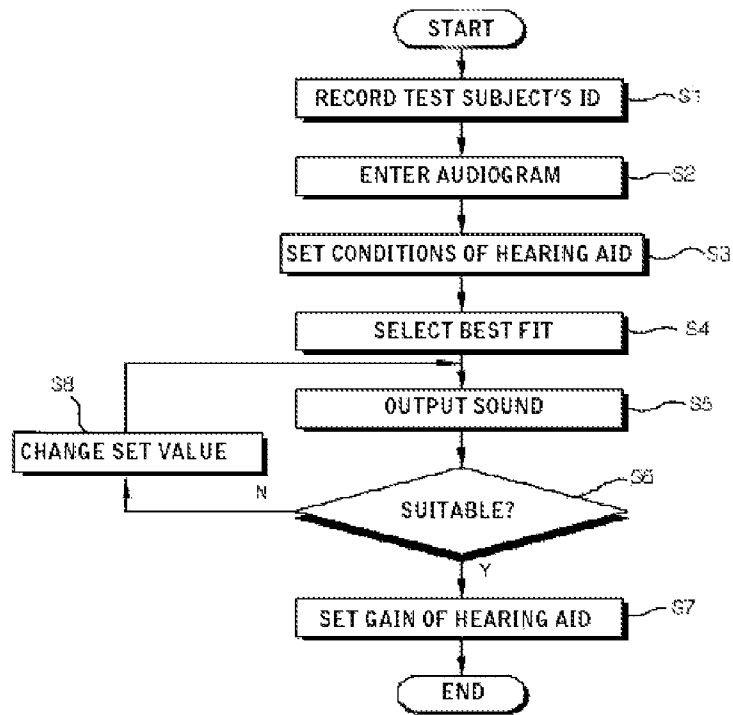 START
RECORD TEST SUBJECT'S ID
S1
ENTER AUDIOGRAM
S2
SET CONDITIONS OF HEARING AID
S3
SELECT BEST FIT
S4
S8
OUTPUT SOUND
S5
CHANGE SET VALUE
N
SUITABLE?
S6
Y
SET GAIN OF HEARING AID
S7
END